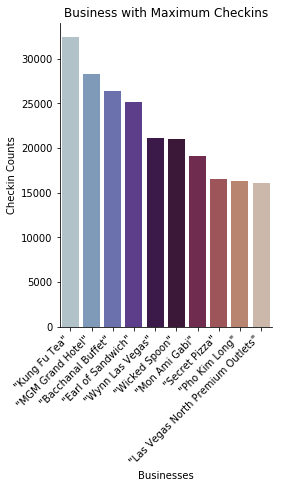 Business with Maximum Checkins
Checkin Counts
30000
25000
20000
15000
10000
5000
0
"Kung Fu Tea"
"MGM Grand Hotel"
"Bacchanal Buffet"
"Earl of Sandwich"
"Wynn Las Vegas"
"Wicked Spoon"
"Mon Ami Gabi"
"Secret Pizza"
"Pho Kim Long"
"Las Vegas North Premium Outlets"
Businesses